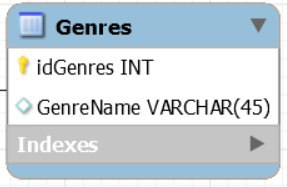 Genres
idGenres INT
GenreName VARCHAR(45)
Indexes